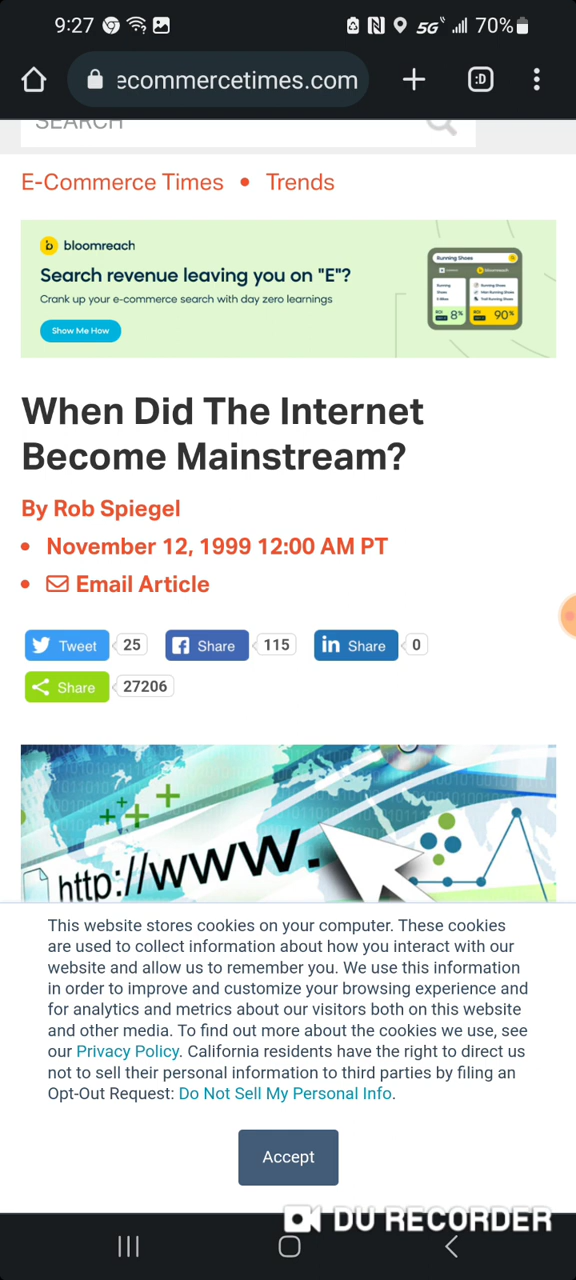 9:27 5G 70%
ecommercetimes.com + :D
SEARCH
E-Commerce Times • Trends
b bloomreach
Search revenue leaving you on "E"?
Crank up your e-commerce search with day zero learnings
Show Me How
Running Shoes
bloomreach
8% 90%
When Did The Internet
Become Mainstream?
By Rob Spiegel
• November 12, 1999 12:00 AM PT
• Email Article
Tweet 25 Share 115 in Share 0
Share 27206
http://www.
This website stores cookies on your computer. These cookies
are used to collect information about how you interact with our
website and allow us to remember you. We use this information
in order to improve and customize your browsing experience and
for analytics and metrics about our visitors both on this website
and other media. To find out more about the cookies we use, see
our Privacy Policy. California residents have the right to direct us
not to sell their personal information to third parties by filing an
Opt-Out Request: Do Not Sell My Personal Info.
Accept
DU RECORDER